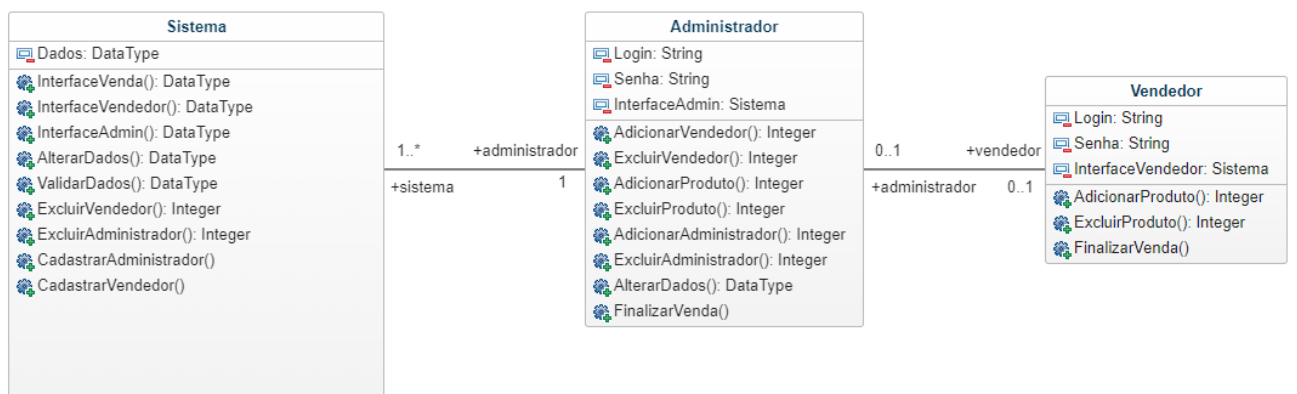 Sistema
Dados: DataType
InterfaceVenda(): DataType
InterfaceVendedor(): DataType
InterfaceAdmin(): DataType
AlterarDados(): DataType
ValidarDados(): DataType
ExcluirVendedor(): Integer
ExcluirAdministrador(): Integer
CadastrarAdministrador()
CadastrarVendedor()
1..*
+administrador
+sistema
1
Administrador
Login: String
Senha: String
InterfaceAdmin: Sistema
AdicionarVendedor(): Integer
ExcluirVendedor(): Integer
AdicionarProduto(): Integer
ExcluirProduto(): Integer
AdicionarAdministrador(): Integer
ExcluirAdministrador(): Integer
AlterarDados(): DataType
FinalizarVenda()
0..1
+vendedor
+administrador
0..1
Vendedor
Login: String
Senha: String
InterfaceVendedor: Sistema
AdicionarProduto(): Integer
ExcluirProduto(): Integer
FinalizarVenda()